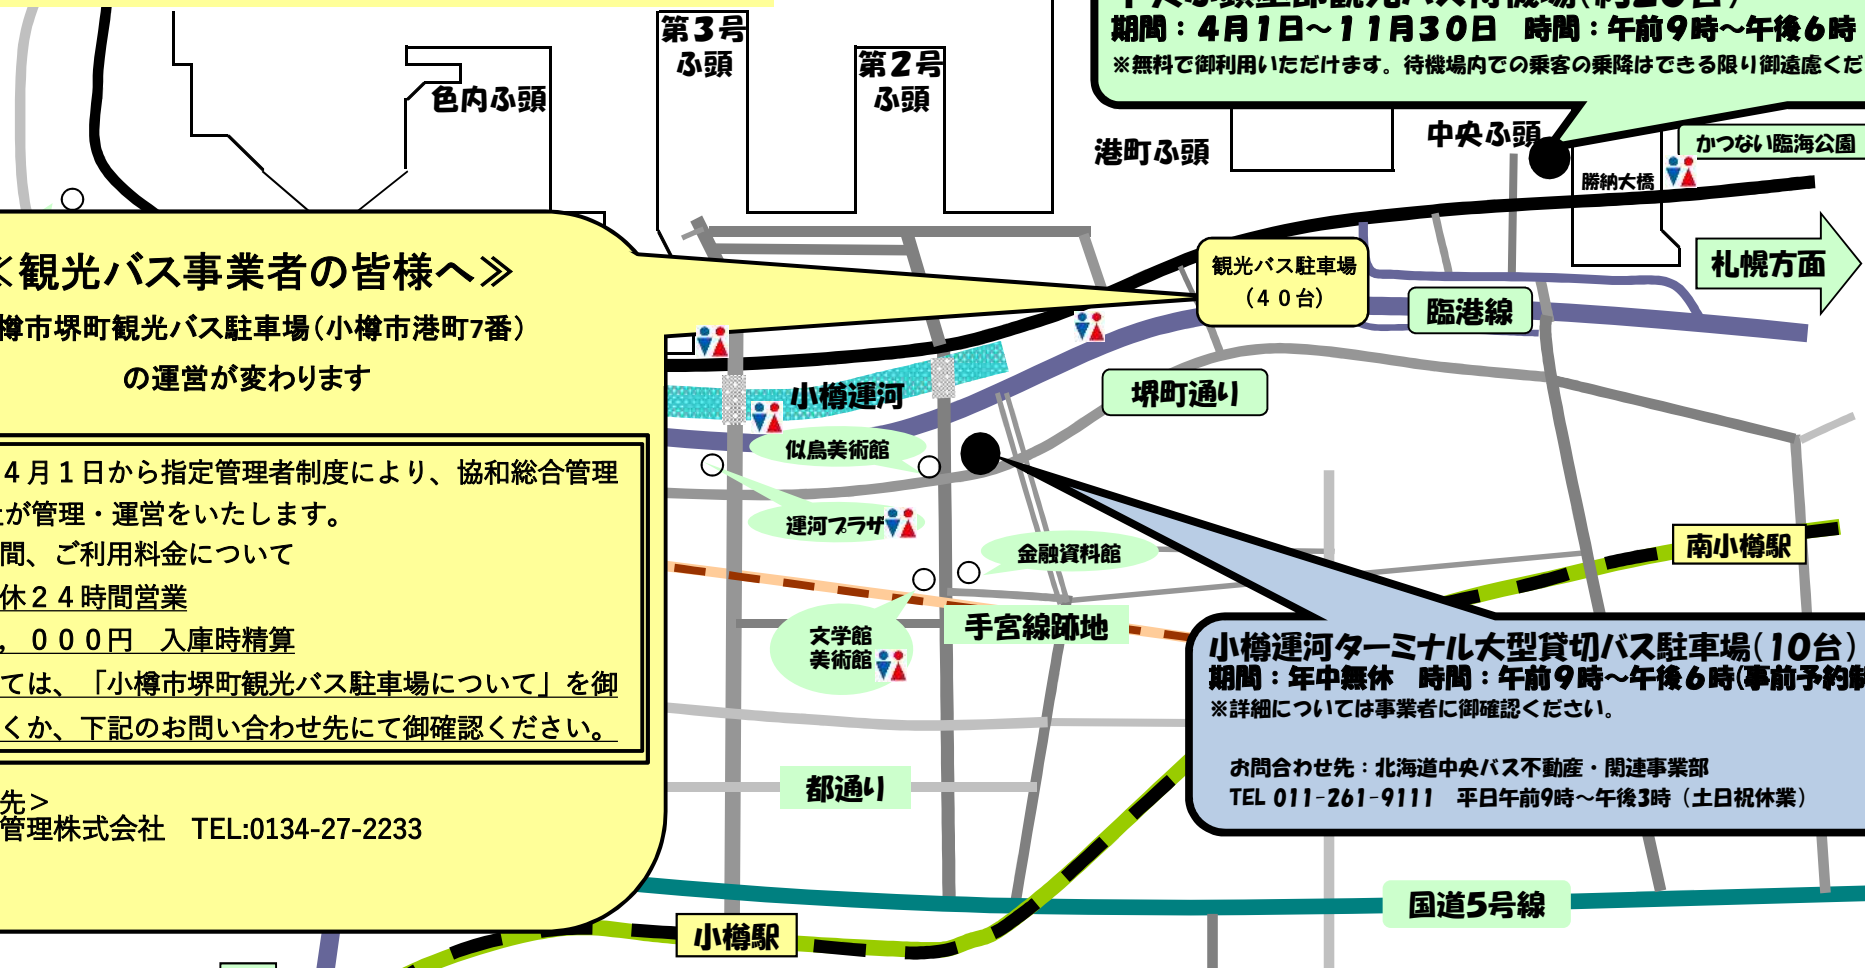 期間：4月1日～11月30日　時間：午前9時～午後6時
※無料で御利用いただけます。待機場内での乗客の乗降はできる限り御遠慮くだ
第3号
ふ頭
第2号
ふ頭
色内ふ頭
港町ふ頭
中央ふ頭
かつない臨海公園
勝納大橋
札幌方面
≪観光バス事業者の皆様へ≫
樽市堺町観光バス駐車場（小樽市港町7番）
の運営が変わります
4月1日から指定管理者制度により、協和総合管理
が管理・運営をいたします。
間、ご利用料金について
休24時間営業
，000円　入庫時精算
ては、「小樽市堺町観光バス駐車場について」を御
くか、下記のお問い合わせ先にて御確認ください。
先＞
管理株式会社　TEL:0134-27-2233
観光バス駐車場
（40台）
臨港線
堺町通り
小樽運河
似鳥美術館
運河プラザ
金融資料館
南小樽駅
手宮線跡地
文学館
美術館
小樽運河ターミナル大型貸切バス駐車場（10台）
期間：年中無休　時間：午前9時～午後6時(事前予約制
※詳細については事業者に御確認ください。
お問合わせ先：北海道中央バス不動産・関連事業部
TEL 011-261-9111　平日午前9時～午後3時（土日祝休業）
都通り
国道5号線
小樽駅